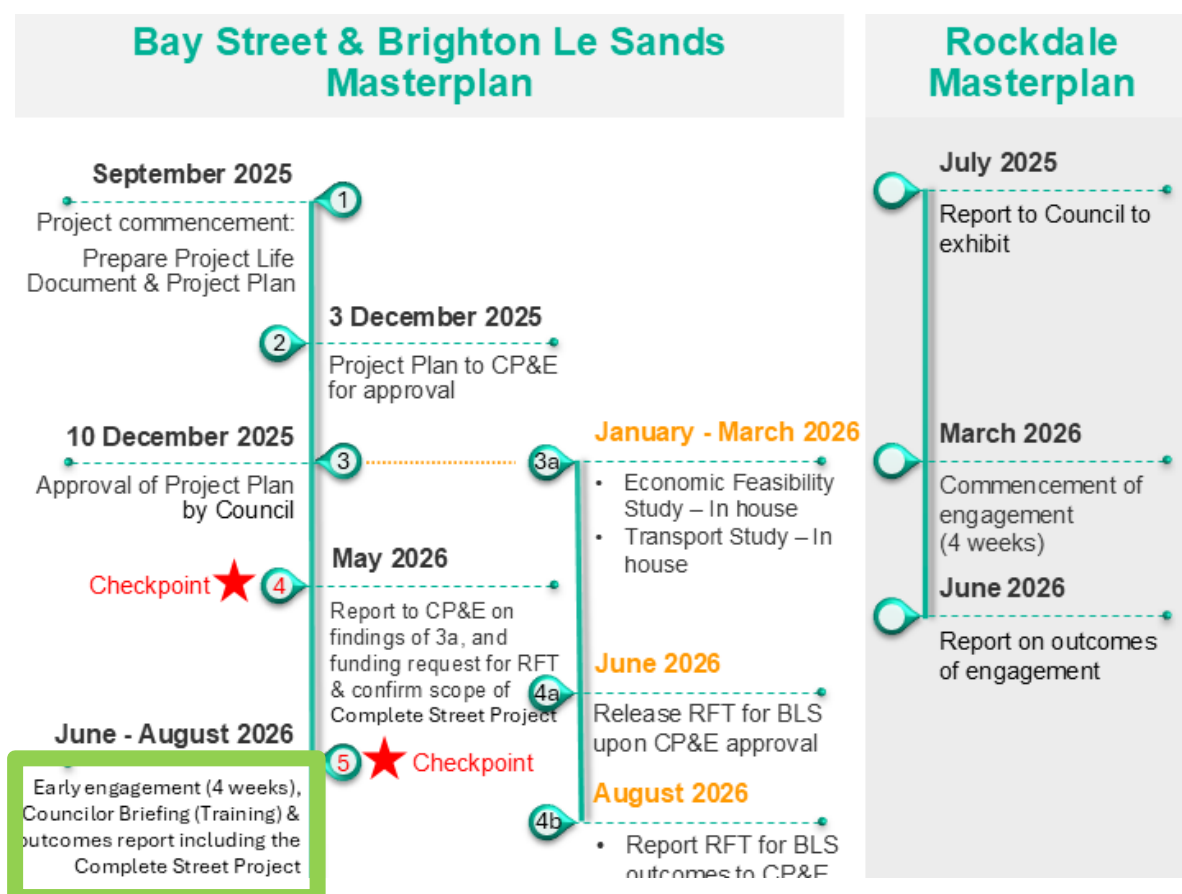 Bay Street & Brighton Le Sands
Masterplan
September 2025
1
Project commencement:
Prepare Project Life
Document & Project Plan
3 December 2025
2
Project Plan to CP&E
for approval
10 December 2025
3
Approval of Project Plan
by Council
3a
January - March 2026
• Economic Feasibility
Study – In house
• Transport Study – In
house
May 2026
Checkpoint
4
Report to CP&E on
findings of 3a, and
funding request for RFT
& confirm scope of
Complete Street Project
June 2026
4a
Release RFT for BLS
upon CP&E approval
June - August 2026
5
Checkpoint
Early engagement (4 weeks),
Councilor Briefing (Training) &
outcomes report including the
Complete Street Project
August 2026
4b
• Report RFT for BLS
outcomes to CP&E
Rockdale
Masterplan
July 2025
Report to Council to
exhibit
March 2026
Commencement of
engagement
(4 weeks)
June 2026
Report on outcomes
of engagement